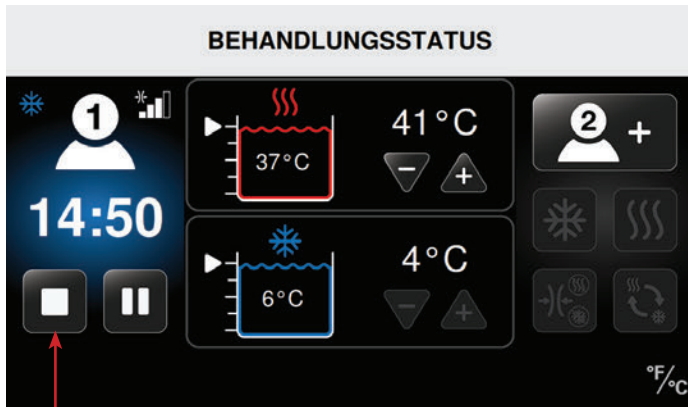 BEHANDLUNGSSTATUS
1
14:50
37°C
41°C
− +
6°C
4°C
− +
2 +
°F/°C